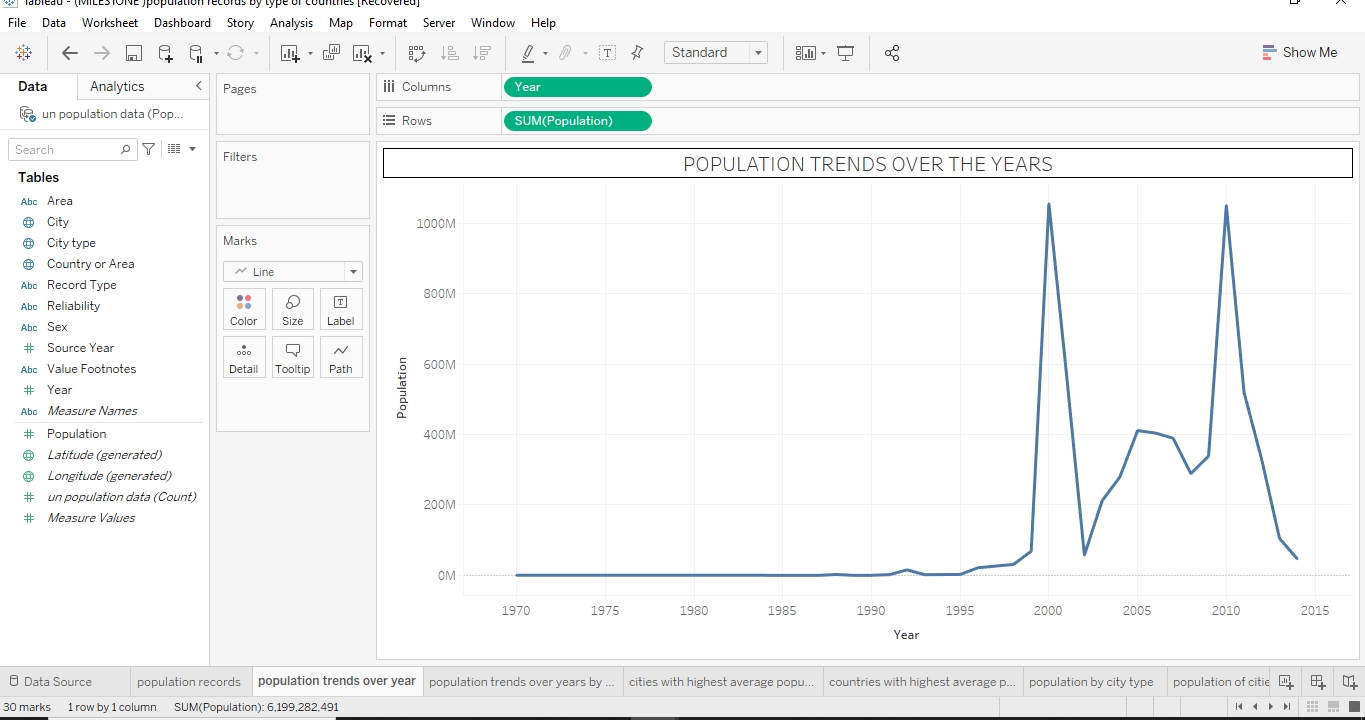 Tableau - (MILESTONE )population records by type of countries [Recovered]
File Data Worksheet Dashboard Story Analysis Map Format Server Window Help
Standard
Show Me
Data Analytics
un population data (Pop...
Search
Tables
Abc Area
City
City type
Country or Area
Abc Record Type
Abc Reliability
Abc Sex
# Source Year
Abc Value Footnotes
# Year
Abc Measure Names
# Population
Latitude (generated)
Longitude (generated)
# un population data (Count)
# Measure Values
Pages
Filters
Marks
Line
Color Size Label
Detail Tooltip Path
Columns Year
Rows SUM(Population)
POPULATION TRENDS OVER THE YEARS
1000M
800M
600M
400M
200M
0M
Population
1970 1975 1980 1985 1990 1995 2000 2005 2010 2015
Year
Data Source population records population trends over year population trends over years by ... cities with highest average popu... countries with highest average p... population by city type population of citie
30 marks 1 row by 1 column SUM(Population): 6,199,282,491